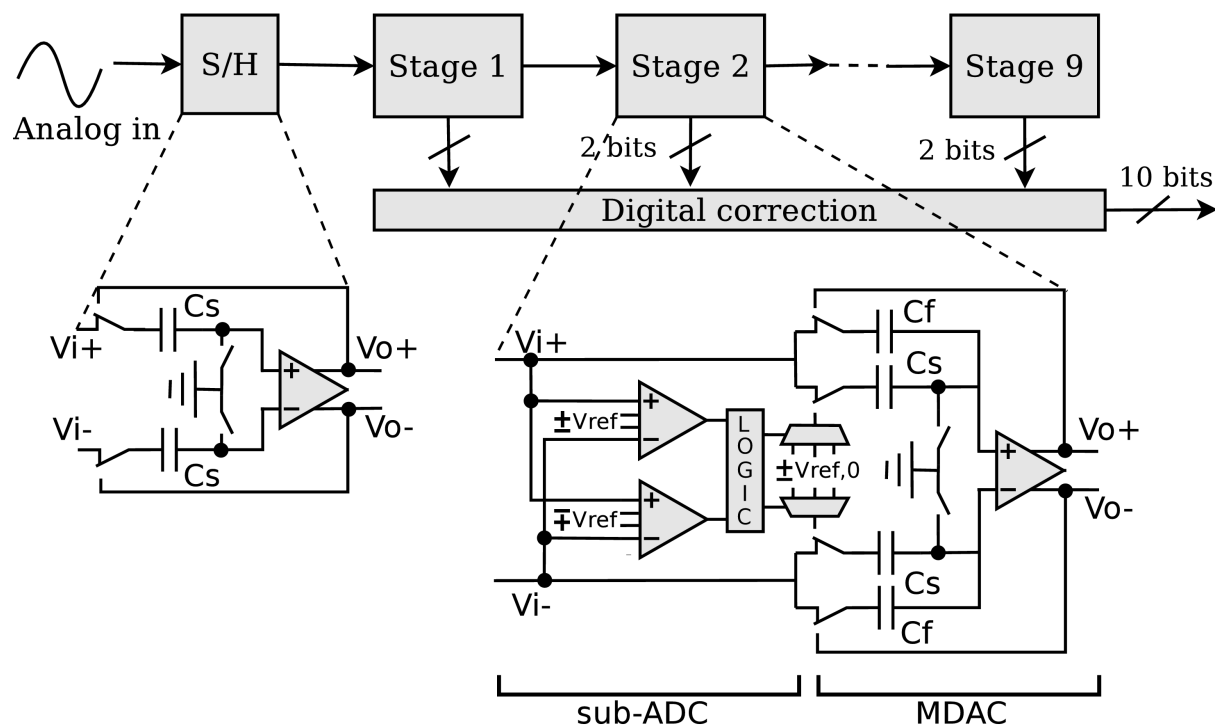 S/H
Stage 1
Stage 2
Stage 9
Analog in
2 bits
2 bits
10 bits
Digital correction
Cs
Vi+
Vo+
+
−
Vi-
Vo-
Cs
Vi+
Cf
Cs
±Vref
+
−
LOGIC
±Vref,0
∓Vref
+
−
+
−
Vo+
Vo-
Cs
Vi-
Cf
sub-ADC
MDAC